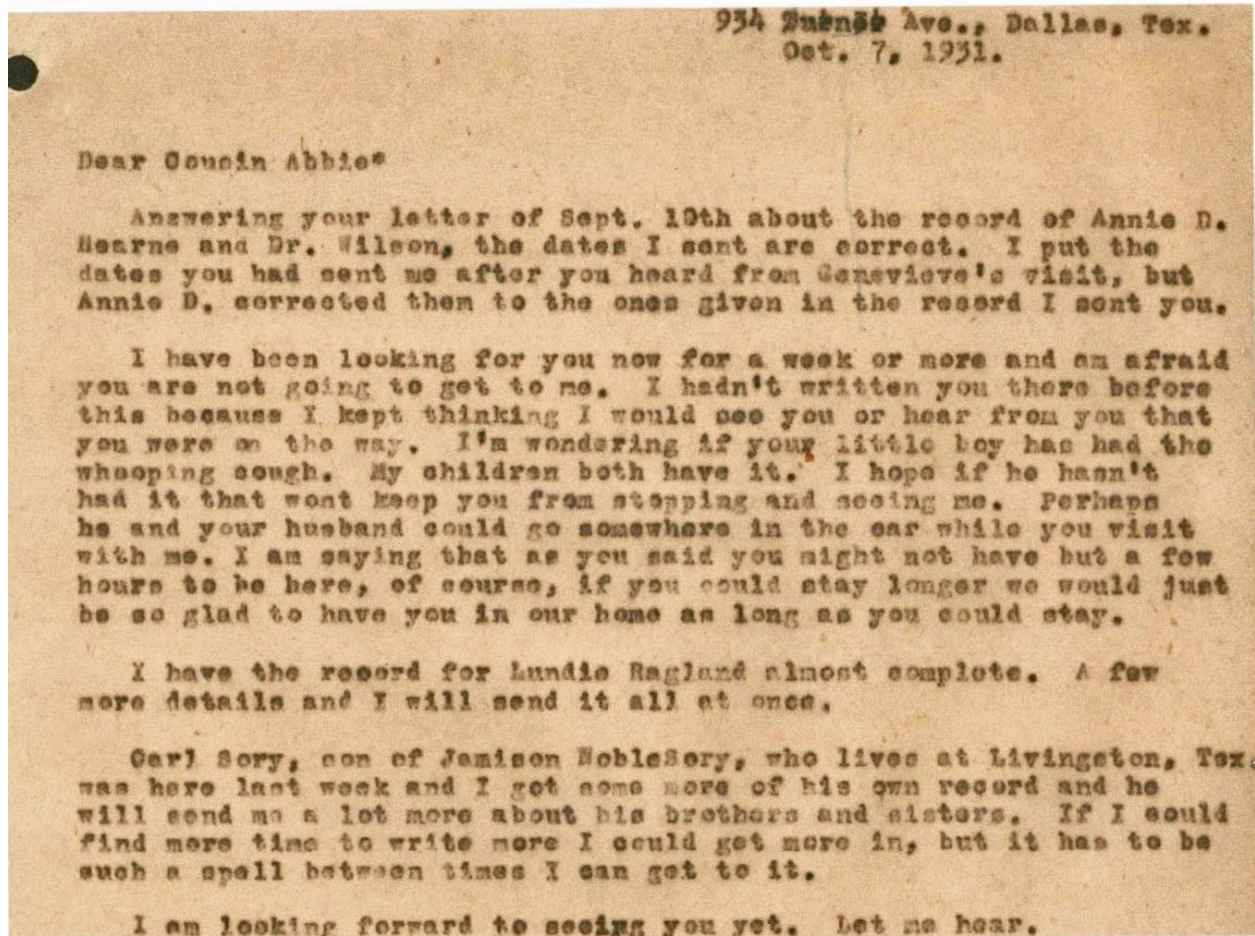 934 Turner Ave., Dallas, Tex.
Oct. 7, 1931.
Dear Cousin Abbie*
Answering your letter of Sept. 10th about the record of Annie D.
Hearne and Dr. Wilson, the dates I sent are correct. I put the
dates you had sent me after you heard from Genevieve's visit, but
Annie D. corrected them to the ones given in the record I sent you.
I have been looking for you now for a week or more and am afraid
you are not going to get to me. I hadn't written you there before
this because I kept thinking I would see you or hear from you that
you were on the way. I'm wondering if your little boy has had the
whooping cough. My children both have it. I hope if he hasn't
had it that wont keep you from stopping and seeing me. Perhaps
he and your husband could go somewhere in the car while you visit
with me. I am saying that as you said you might not have but a few
hours to be here, of course, if you could stay longer we would just
be so glad to have you in our home as long as you could stay.
I have the record for Lundie Ragland almost complete. A few
more details and I will send it all at once.
Carl Sory, son of Jamison NobleSory, who lives at Livingston, Tex.
was here last week and I got some more of his own record and he
will send me a lot more about his brothers and sisters. If I could
find more time to write more I could get more in, but it has to be
such a spell between times I can get to it.
I am looking forward to seeing you yet. Let me hear.